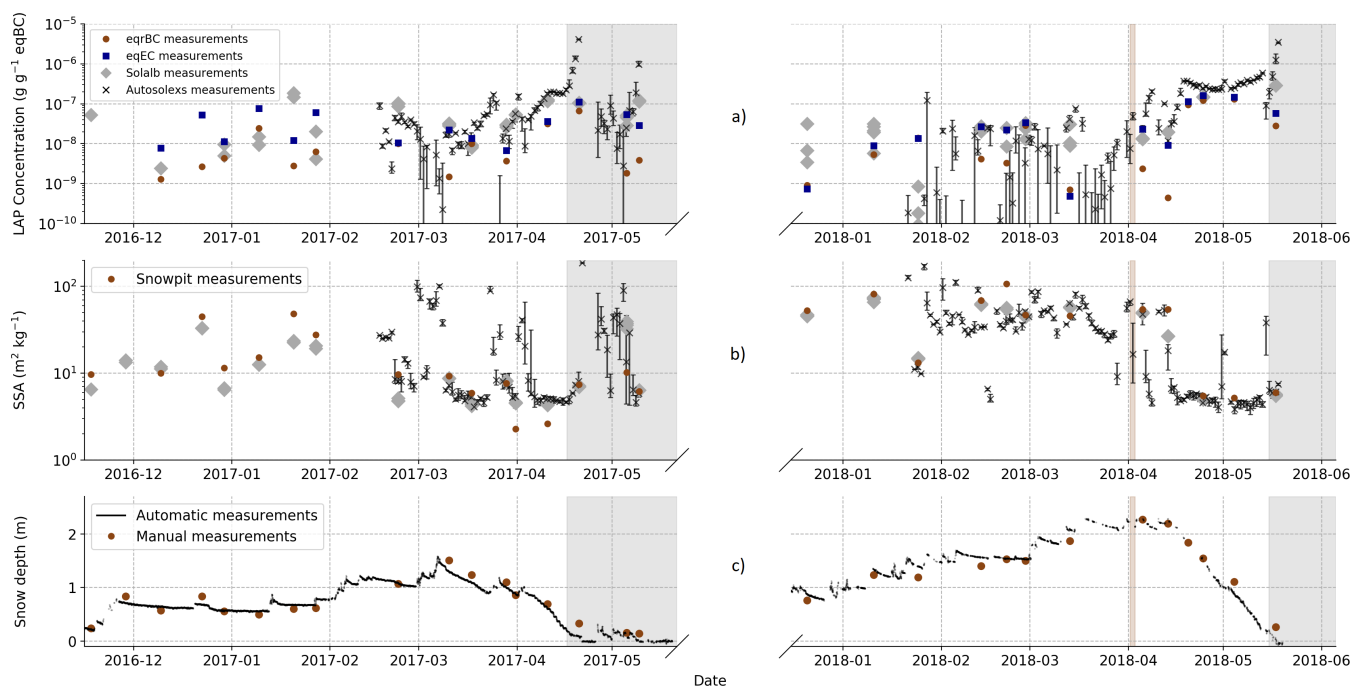 LAP Concentration (g g⁻¹ eqBC)
10⁻⁵
10⁻⁶
10⁻⁷
10⁻⁸
10⁻⁹
10⁻¹⁰
eqrBC measurements
eqEC measurements
Solalb measurements
Autosolexs measurements
a)
2016-12 2017-01 2017-02 2017-03 2017-04 2017-05 2018-01 2018-02 2018-03 2018-04 2018-05 2018-06
SSA (m² kg⁻¹)
10²
10¹
10⁰
Snowpit measurements
b)
2016-12 2017-01 2017-02 2017-03 2017-04 2017-05 2018-01 2018-02 2018-03 2018-04 2018-05 2018-06
Snow depth (m)
2
1
0
Automatic measurements
Manual measurements
c)
2016-12 2017-01 2017-02 2017-03 2017-04 2017-05 2018-01 2018-02 2018-03 2018-04 2018-05 2018-06
Date